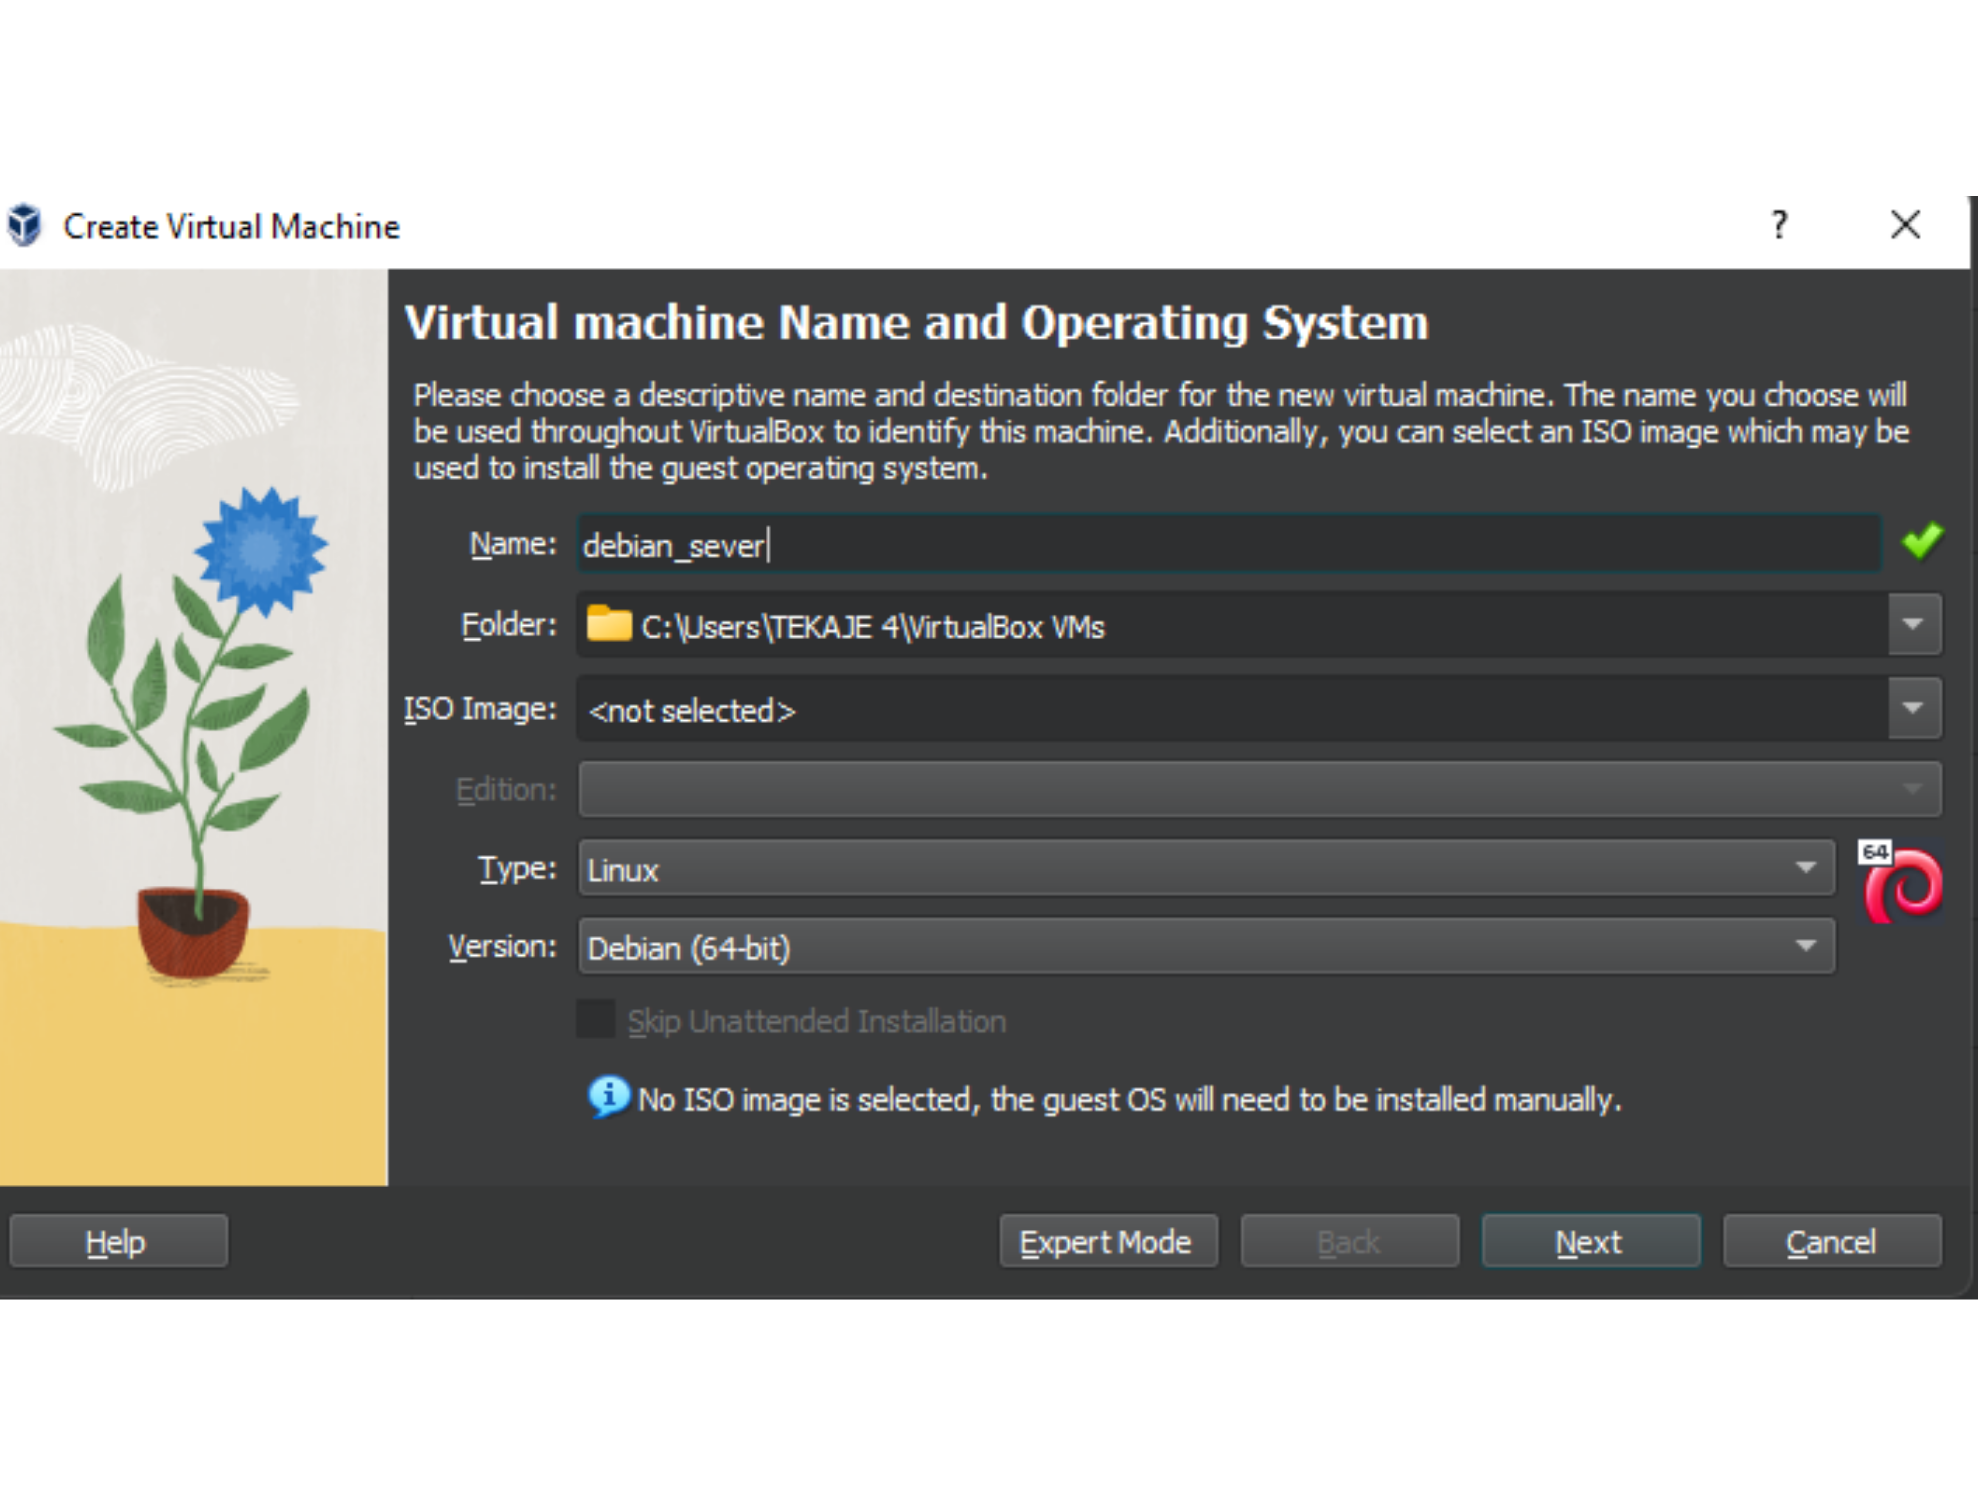 Create Virtual Machine
?
Virtual machine Name and Operating System
Please choose a descriptive name and destination folder for the new virtual machine. The name you choose will
be used throughout VirtualBox to identify this machine. Additionally, you can select an ISO image which may be
used to install the guest operating system.
Name: debian_sever
Folder: C:\Users\TEKAJE 4\VirtualBox VMs
ISO Image: <not selected>
Edition:
Type: Linux
64
Version: Debian (64-bit)
Skip Unattended Installation
No ISO image is selected, the guest OS will need to be installed manually.
Help Expert Mode Back Next Cancel